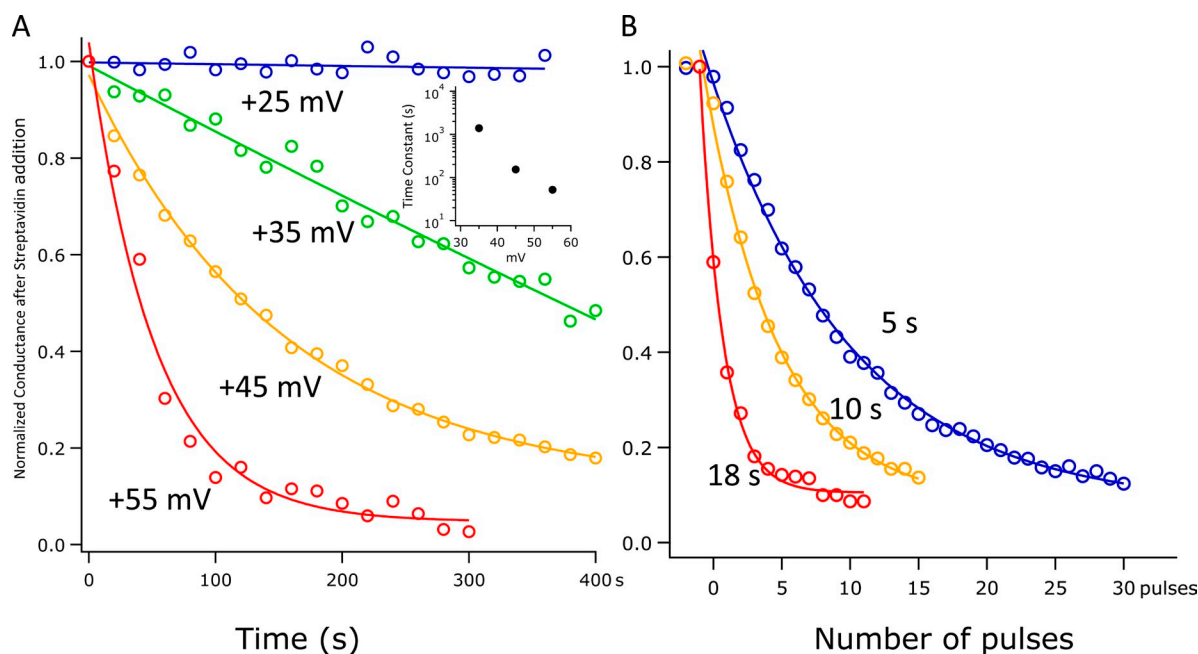 A
Normalized Conductance after Streptavidin addition
1.0
0.8
0.6
0.4
0.2
0.0
+25 mV
+35 mV
+45 mV
+55 mV
Time Constant (s)
10^4
10^3
10^2
10^1
30 40 50 60
mV
0 100 200 300 400 s
Time (s)
B
1.0
0.8
0.6
0.4
0.2
0.0
5 s
10 s
18 s
0 5 10 15 20 25 30 pulses
Number of pulses